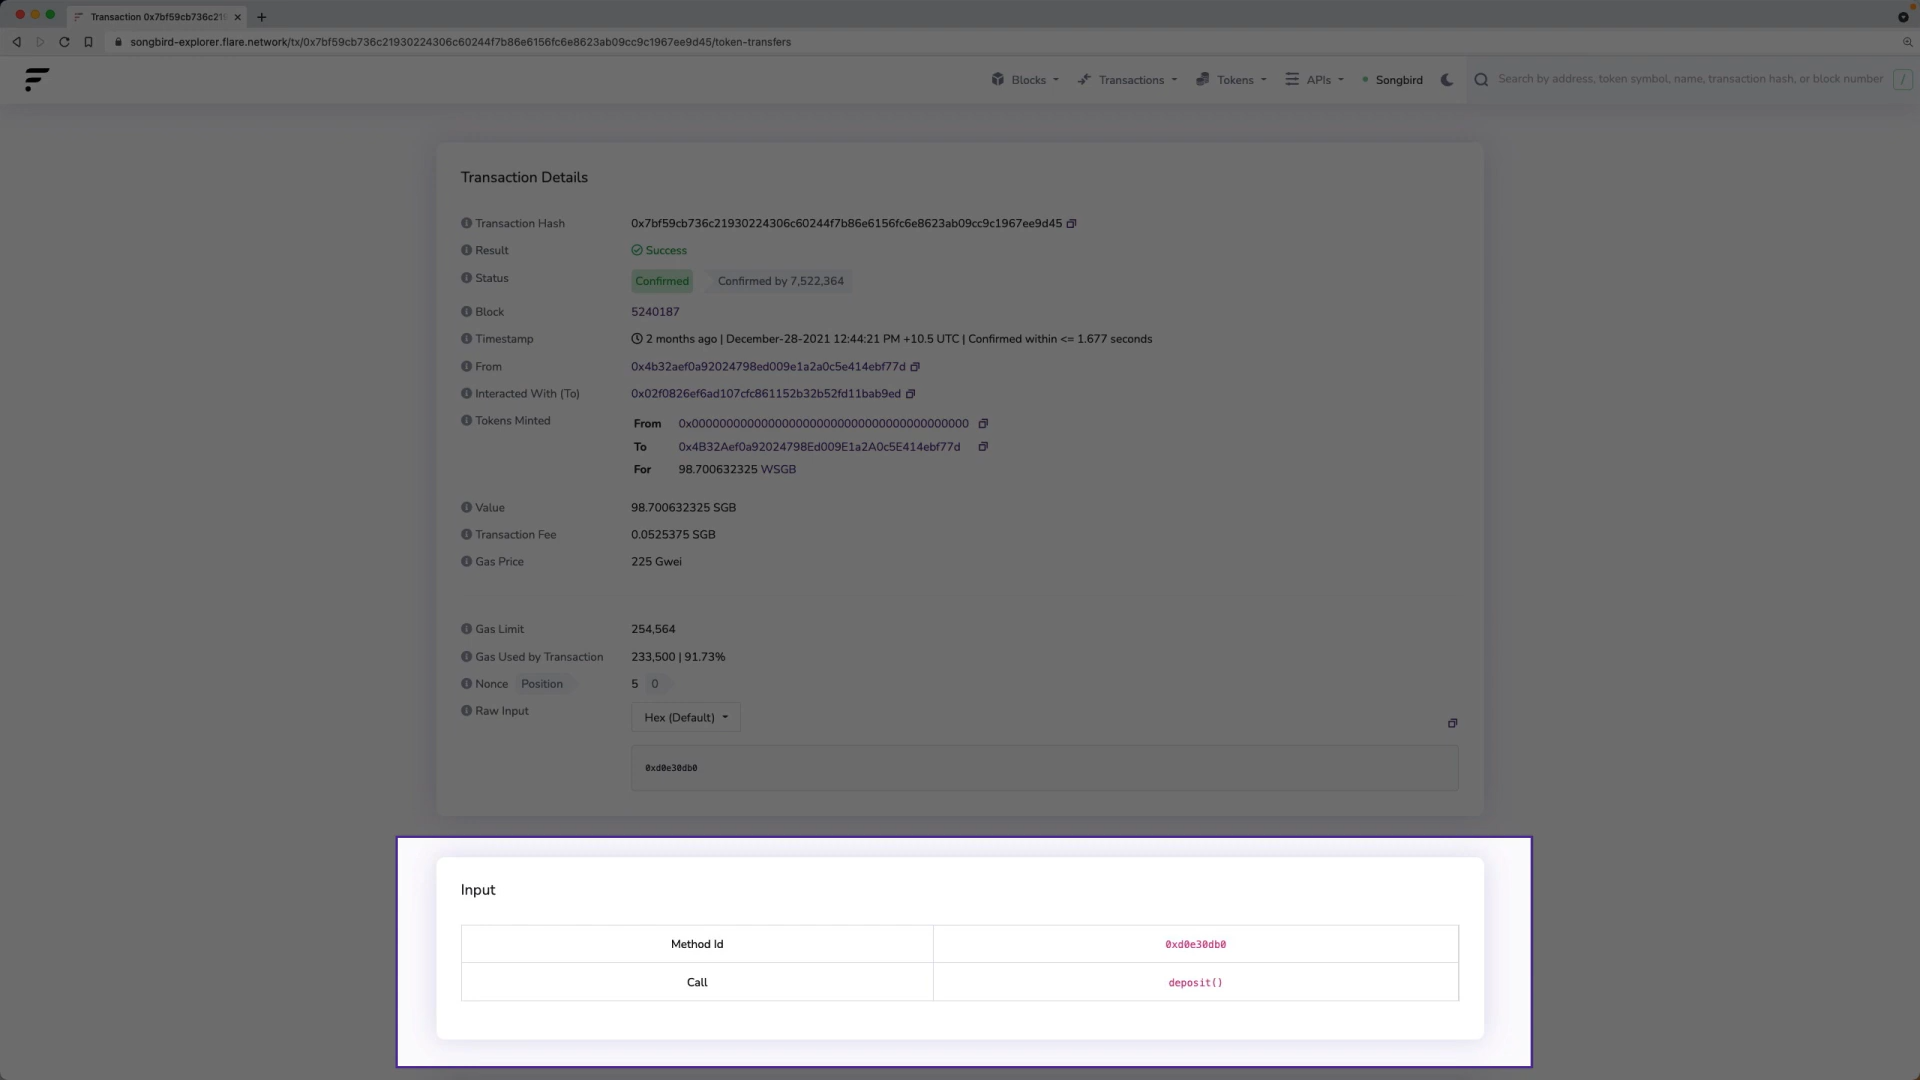 Transaction 0x7bf59cb736c219
songbird-explorer.flare.network/tx/0x7bf59cb736c21930224306c60244f7b86e6156fc6e8623ab09cc9c1967ee9d45/token-transfers
Blocks Transactions Tokens APIs Songbird Search by address, token symbol, name, transaction hash, or block number /
Transaction Details
Transaction Hash 0x7bf59cb736c21930224306c60244f7b86e6156fc6e8623ab09cc9c1967ee9d45
Result Success
Status Confirmed Confirmed by 7,522,364
Block 5240187
Timestamp 2 months ago | December-28-2021 12:44:21 PM +10.5 UTC | Confirmed within <= 1.677 seconds
From 0x4b32aef0a92024798ed009e1a2a0c5e414ebf77d
Interacted With (To) 0x02f0826ef6ad107cfc861152b32b52fd11bab9ed
Tokens Minted From 0x0000000000000000000000000000000000000000
To 0x4B32Aef0a92024798Ed009E1a2A0c5E414ebf77d
For 98.700632325 WSGB
Value 98.700632325 SGB
Transaction Fee 0.0525375 SGB
Gas Price 225 Gwei
Gas Limit 254,564
Gas Used by Transaction 233,500 | 91.73%
Nonce Position 5 0
Raw Input Hex (Default)
0xd0e30db0
Input
Method Id 0xd0e30db0
Call deposit()